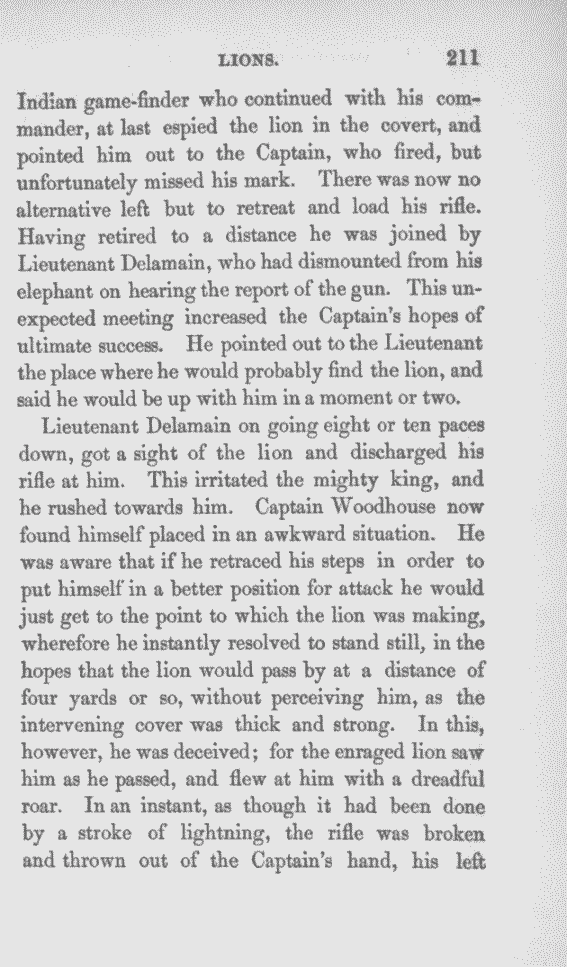 LIONS. 211
Indian game-finder who continued with his com-
mander, at last espied the lion in the covert, and
pointed him out to the Captain, who fired, but
unfortunately missed his mark. There was now no
alternative left but to retreat and load his rifle.
Having retired to a distance he was joined by
Lieutenant Delamain, who had dismounted from his
elephant on hearing the report of the gun. This un-
expected meeting increased the Captain's hopes of
ultimate success. He pointed out to the Lieutenant
the place where he would probably find the lion, and
said he would be up with him in a moment or two.
Lieutenant Delamain on going eight or ten paces
down, got a sight of the lion and discharged his
rifle at him. This irritated the mighty king, and
he rushed towards him. Captain Woodhouse now
found himself placed in an awkward situation. He
was aware that if he retraced his steps in order to
put himself in a better position for attack he would
just get to the point to which the lion was making,
wherefore he instantly resolved to stand still, in the
hopes that the lion would pass by at a distance of
four yards or so, without perceiving him, as the
intervening cover was thick and strong. In this,
however, he was deceived; for the enraged lion saw
him as he passed, and flew at him with a dreadful
roar. In an instant, as though it had been done
by a stroke of lightning, the rifle was broken
and thrown out of the Captain's hand, his left